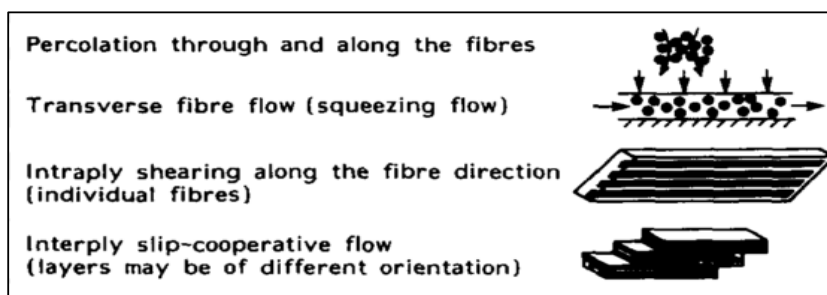 Percolation through and along the fibres
Transverse fibre flow (squeezing flow)
Intraply shearing along the fibre direction
(individual fibres)
Interply slip-cooperative flow
(layers may be of different orientation)